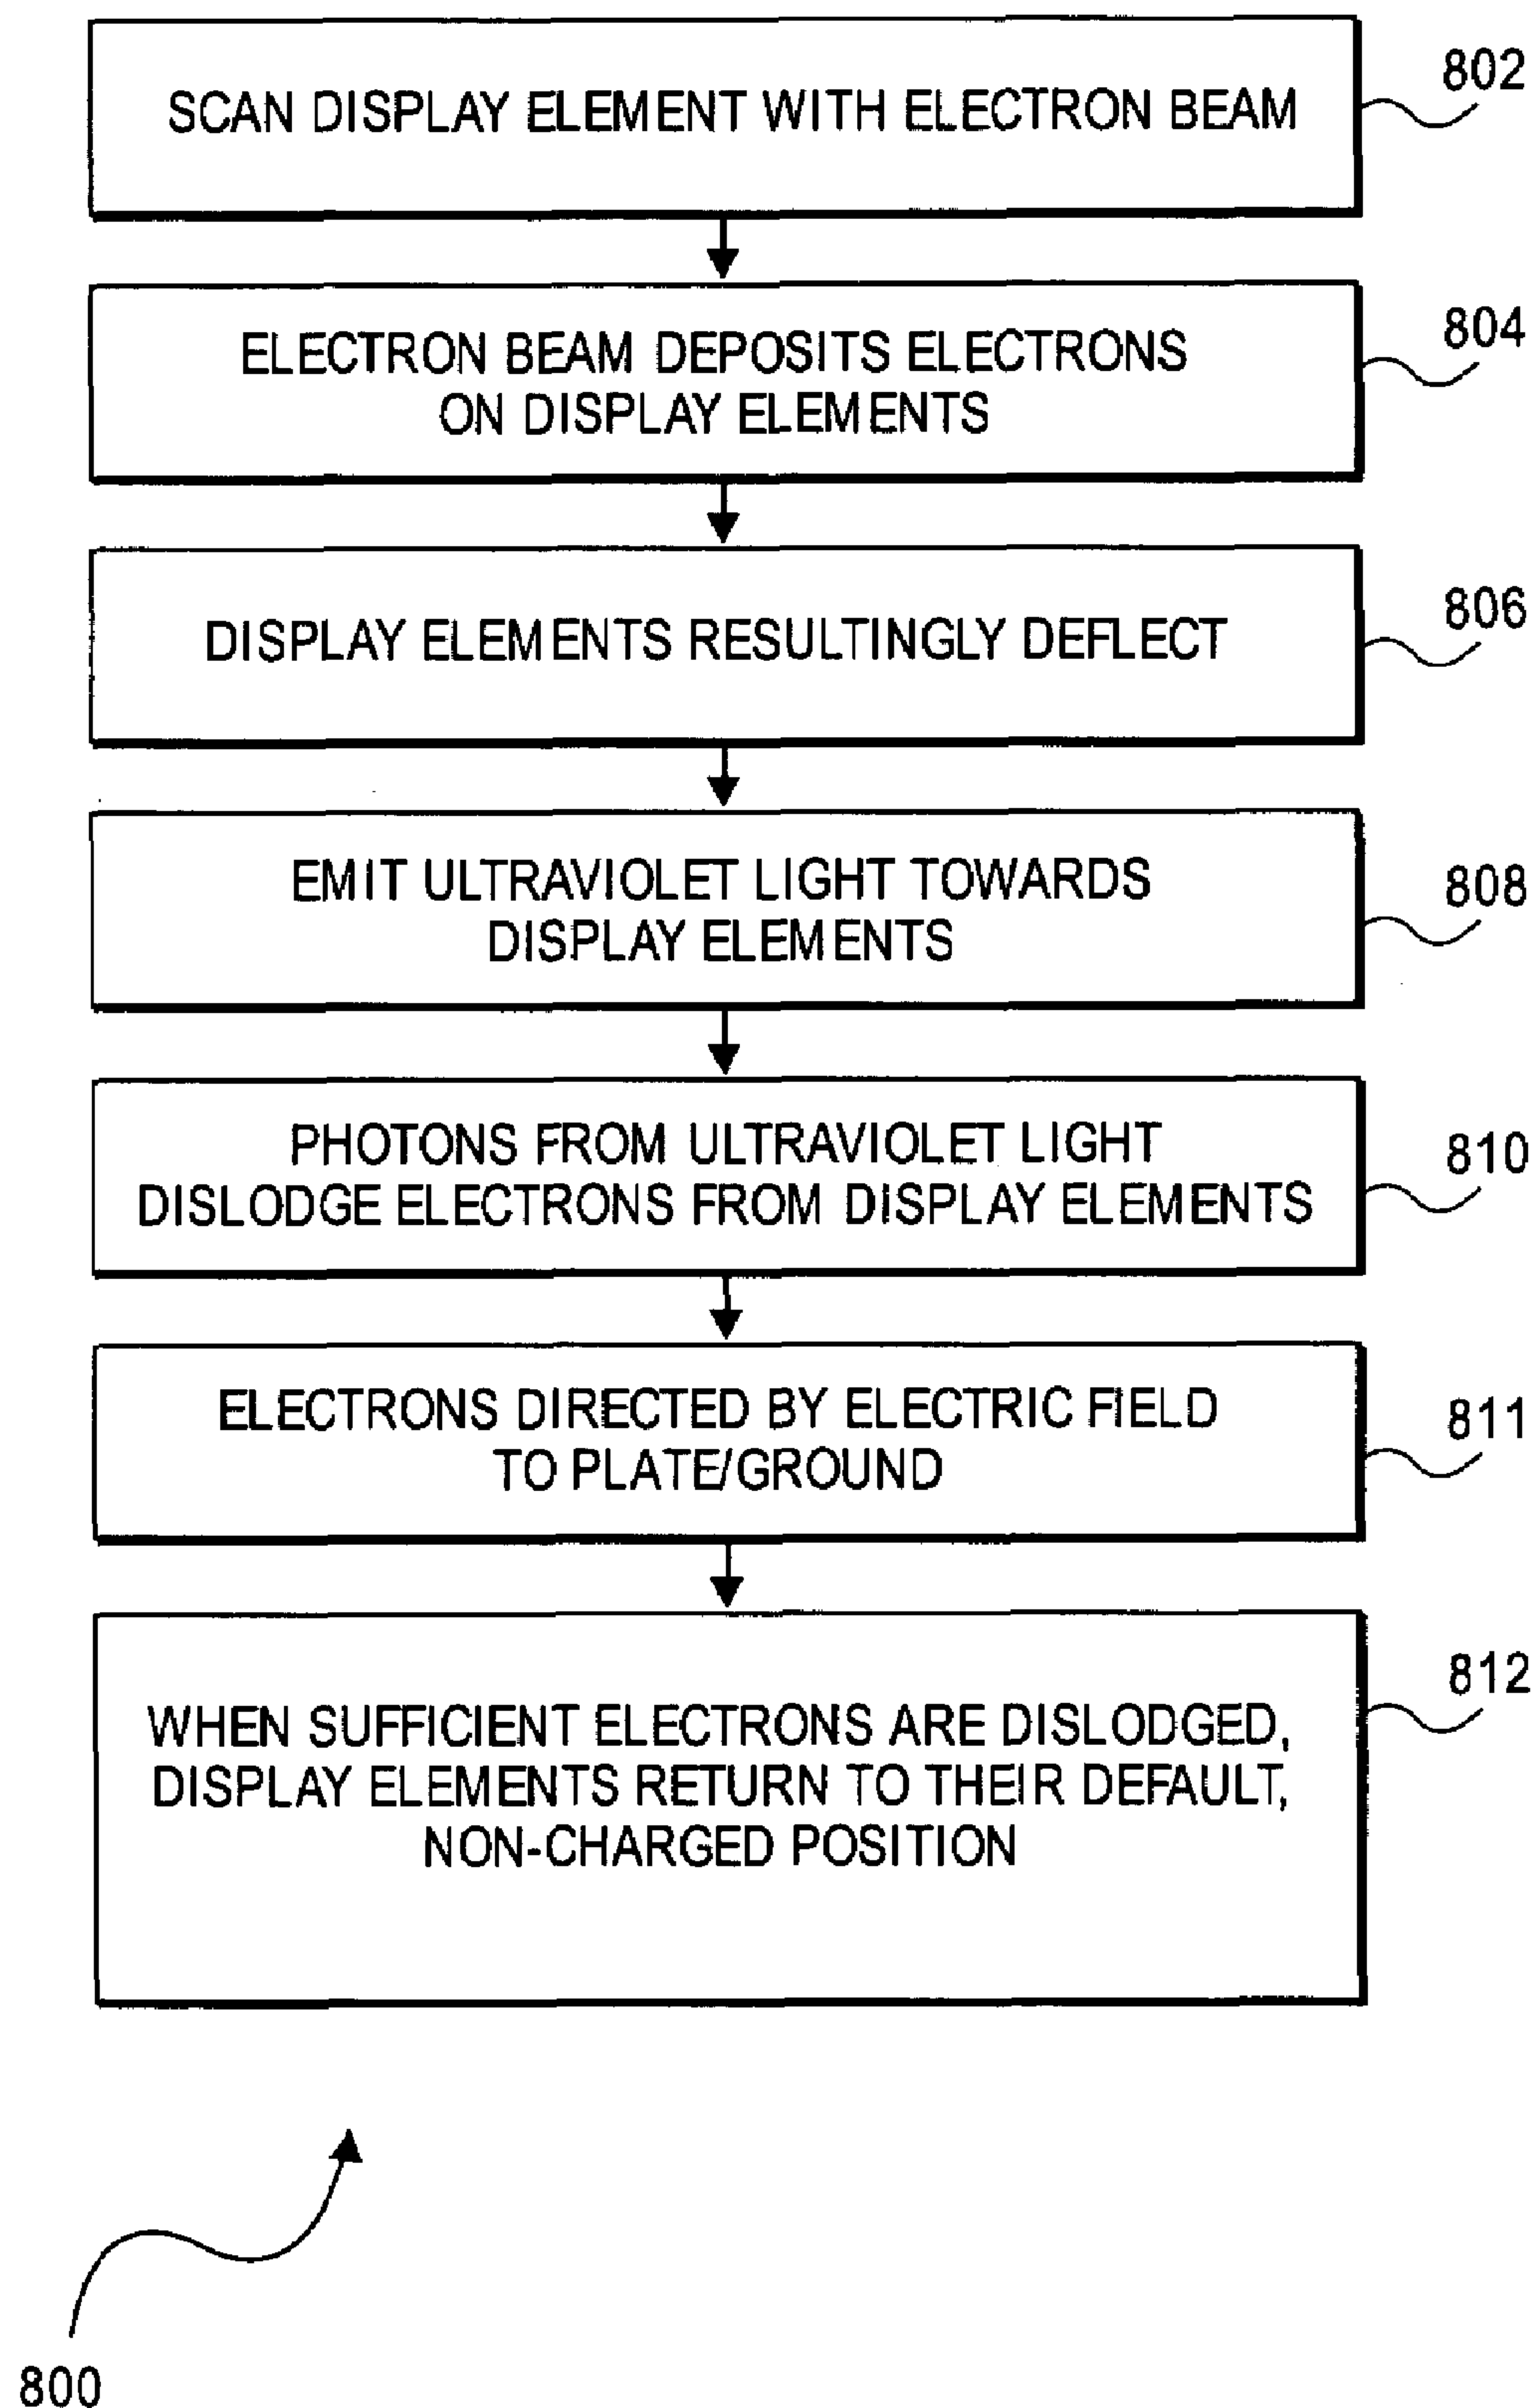 SCAN DISPLAY ELEMENT WITH ELECTRON BEAM
802
ELECTRON BEAM DEPOSITS ELECTRONS
ON DISPLAY ELEMENTS
804
DISPLAY ELEMENTS RESULTINGLY DEFLECT
806
EMIT ULTRAVIOLET LIGHT TOWARDS
DISPLAY ELEMENTS
808
PHOTONS FROM ULTRAVIOLET LIGHT
DISLODGE ELECTRONS FROM DISPLAY ELEMENTS
810
ELECTRONS DIRECTED BY ELECTRIC FIELD
TO PLATE/GROUND
811
WHEN SUFFICIENT ELECTRONS ARE DISLODGED,
DISPLAY ELEMENTS RETURN TO THEIR DEFAULT,
NON-CHARGED POSITION
812
800